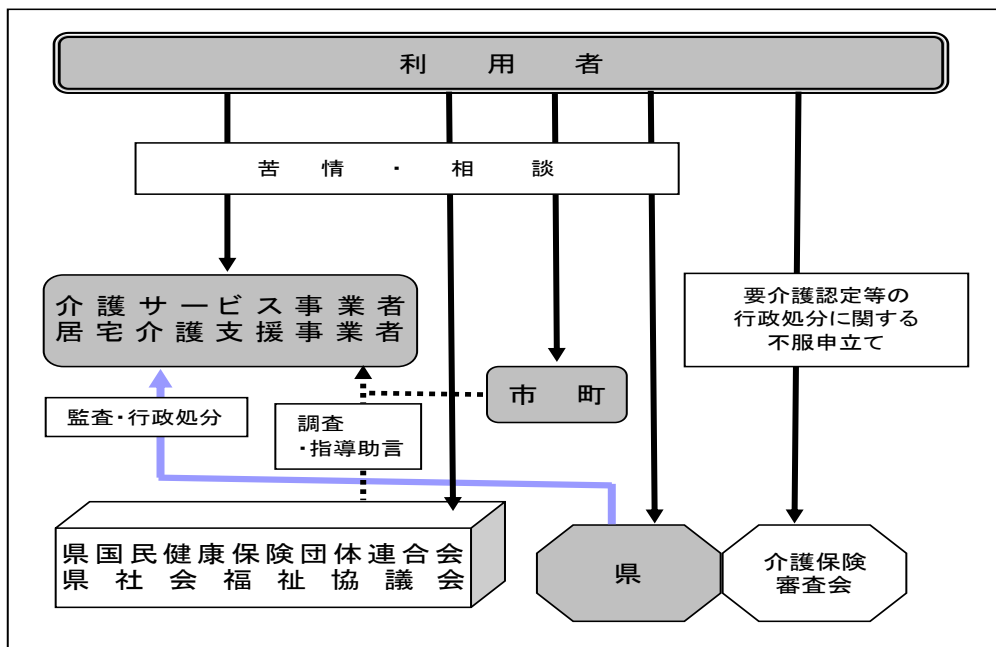 利用者
苦情・相談
介護サービス事業者
居宅介護支援事業者
要介護認定等の
行政処分に関する
不服申立て
市町
監査・行政処分
調査
・指導助言
県国民健康保険団体連合会
県社会福祉協議会
県
介護保険
審査会